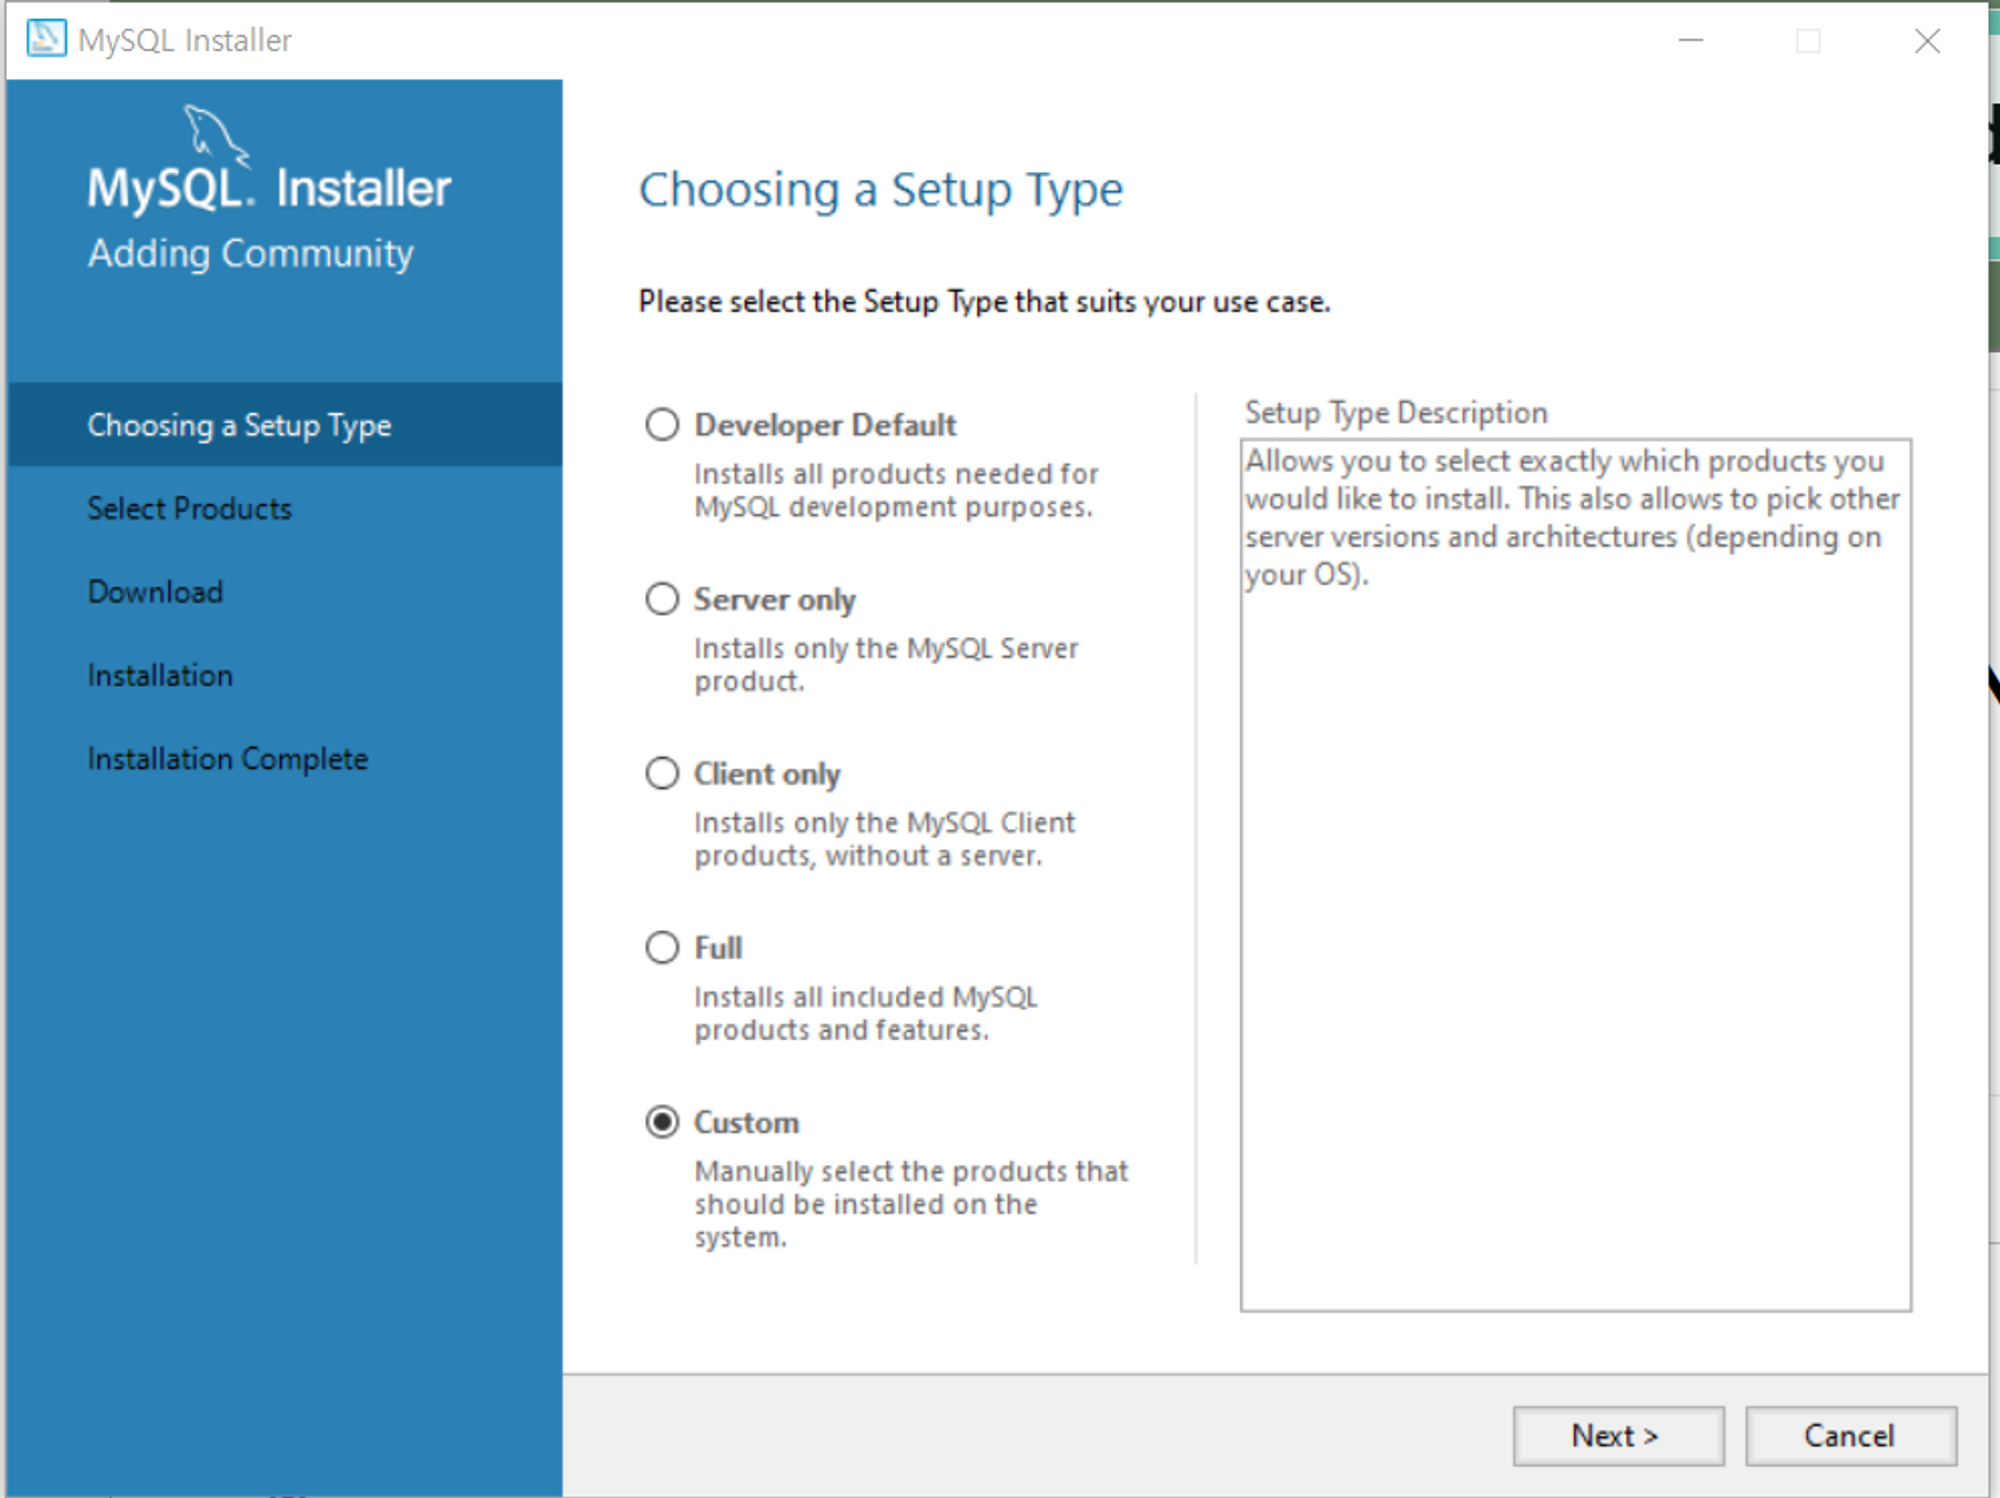 MySQL Installer
MySQL. Installer
Adding Community
Choosing a Setup Type
Select Products
Download
Installation
Installation Complete
Choosing a Setup Type
Please select the Setup Type that suits your use case.
Developer Default
Installs all products needed for
MySQL development purposes.
Server only
Installs only the MySQL Server
product.
Client only
Installs only the MySQL Client
products, without a server.
Full
Installs all included MySQL
products and features.
Custom
Manually select the products that
should be installed on the
system.
Setup Type Description
Allows you to select exactly which products you
would like to install. This also allows to pick other
server versions and architectures (depending on
your OS).
Next >
Cancel